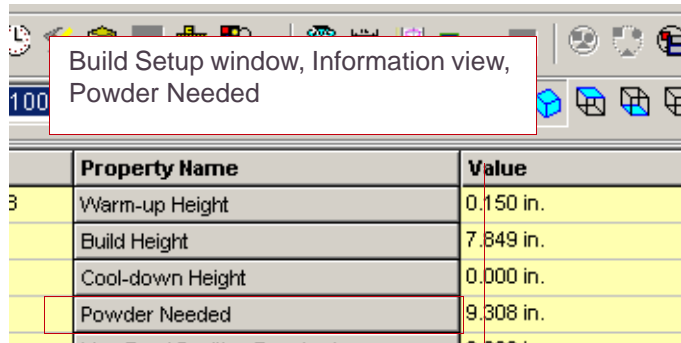 Build Setup window, Information view,
Powder Needed
100
Property Name Value
3 Warm-up Height 0.150 in.
Build Height 7.849 in.
Cool-down Height 0.000 in.
Powder Needed 9.308 in.